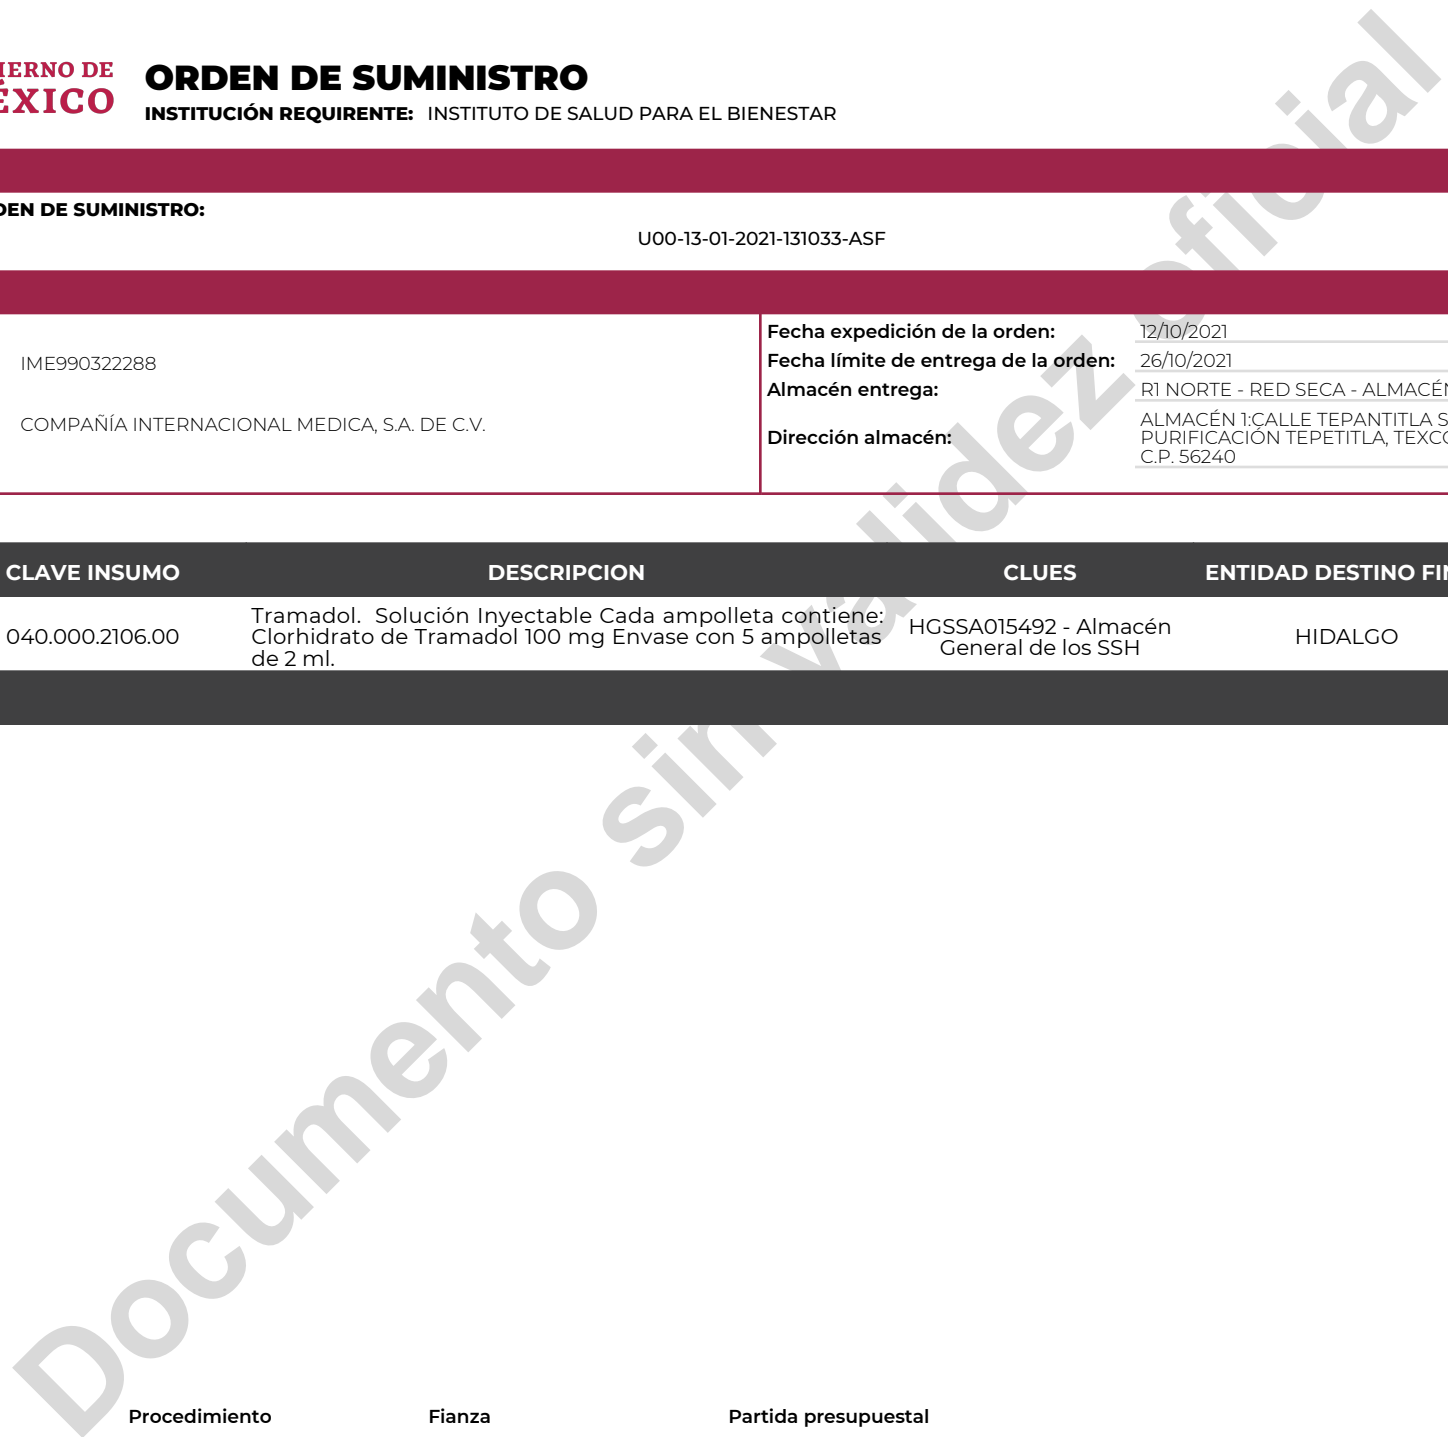 IERNO DE
ÉXICO
ORDEN DE SUMINISTRO
INSTITUCIÓN REQUIRENTE: INSTITUTO DE SALUD PARA EL BIENESTAR
DEN DE SUMINISTRO:
U00-13-01-2021-131033-ASF
IME990322288
COMPAÑÍA INTERNACIONAL MEDICA, S.A. DE C.V.
Fecha expedición de la orden: 12/10/2021
Fecha límite de entrega de la orden: 26/10/2021
Almacén entrega: R1 NORTE - RED SECA - ALMACÉN
Dirección almacén: ALMACÉN 1:CALLE TEPANTITLA S
PURIFICACIÓN TEPETITLA, TEXCO
C.P. 56240
CLAVE INSUMO DESCRIPCION CLUES ENTIDAD DESTINO FIN
040.000.2106.00
Tramadol. Solución Inyectable Cada ampolleta contiene:
Clorhidrato de Tramadol 100 mg Envase con 5 ampolletas
de 2 ml.
HGSSA015492 - Almacén
General de los SSH
HIDALGO
Documento sin validez oficial
Procedimiento Fianza Partida presupuestal